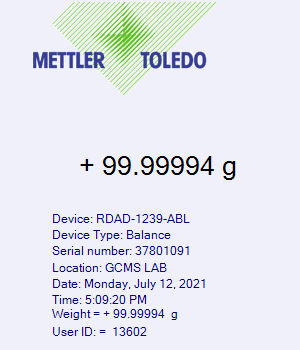 METTLER TOLEDO
+ 99.99994 g
Device: RDAD-1239-ABL
Device Type: Balance
Serial number: 37801091
Location: GCMS LAB
Date: Monday, July 12, 2021
Time: 5:09:20 PM
Weight = + 99.99994  g
User ID: =  13602